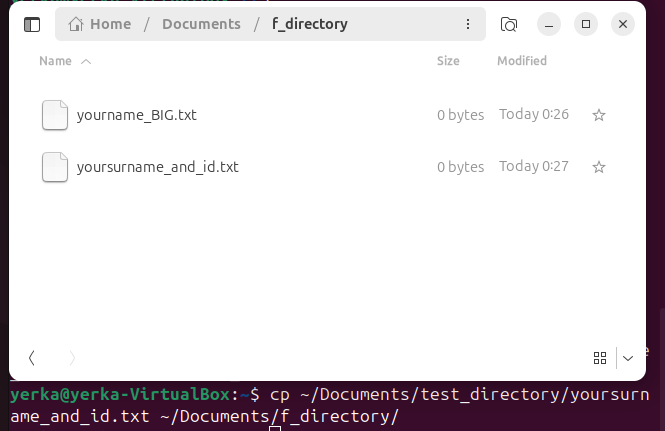 Home / Documents / f_directory
Name Size Modified
yourname_BIG.txt 0 bytes Today 0:26
yoursurname_and_id.txt 0 bytes Today 0:27
yerka@yerka-VirtualBox:~$ cp ~/Documents/test_directory/yoursurn
ame_and_id.txt ~/Documents/f_directory/